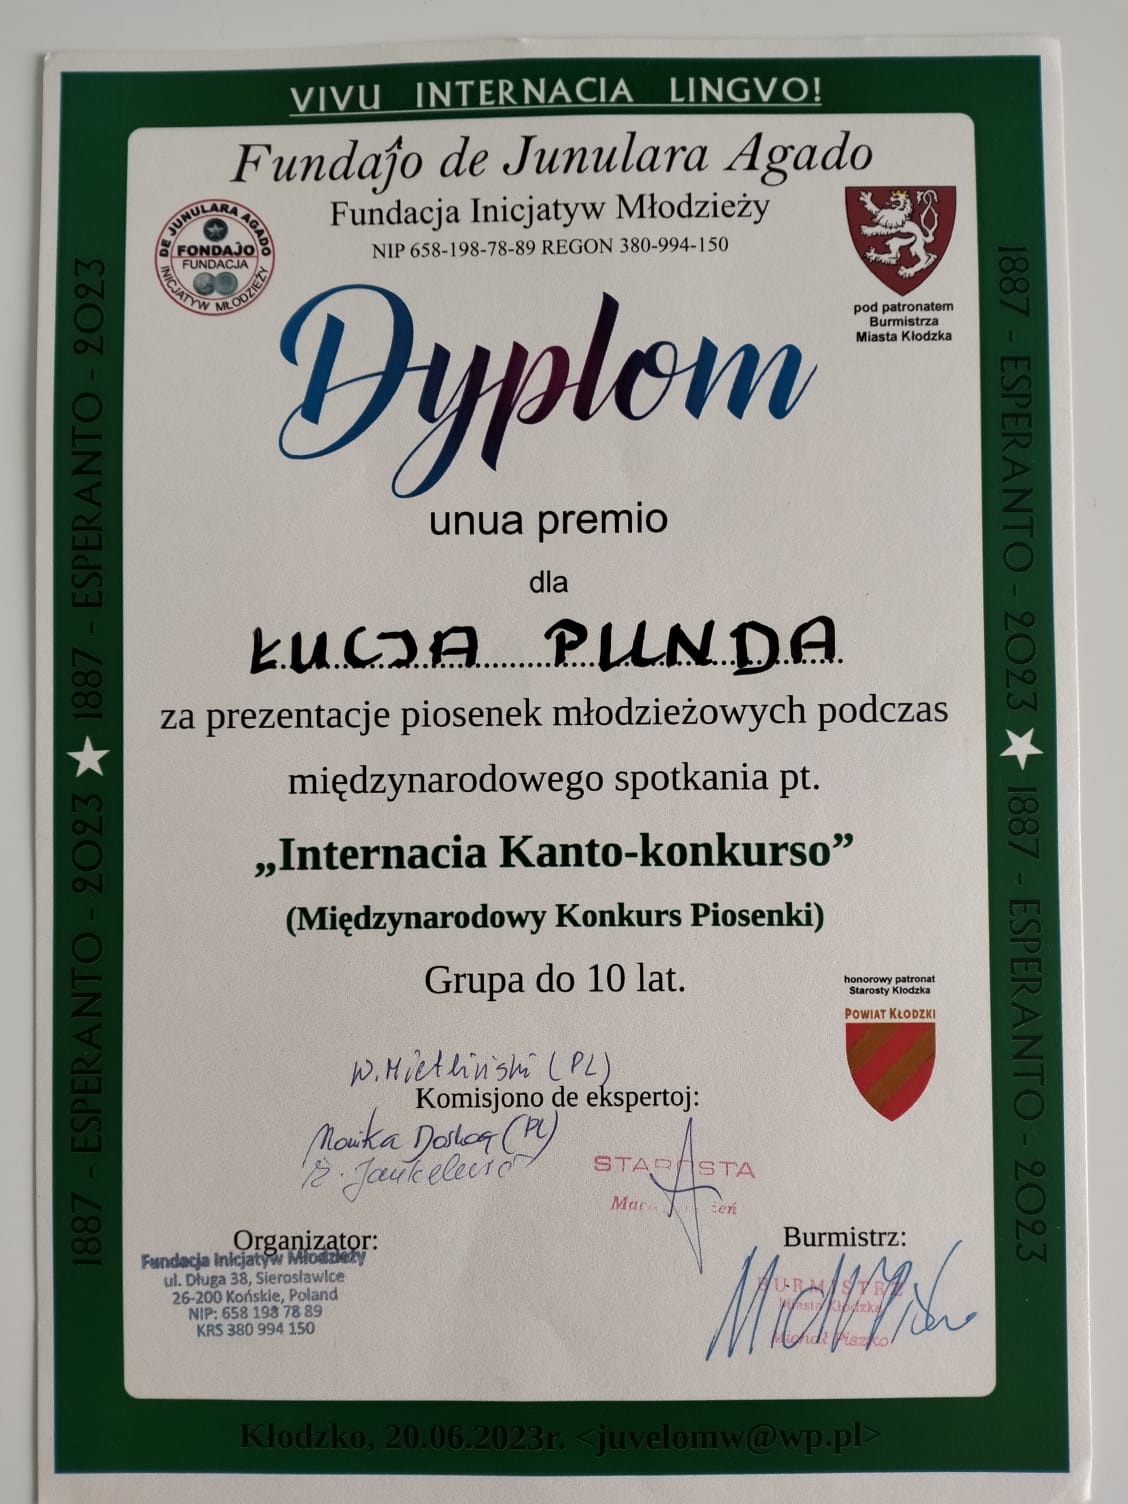 VIVU INTERNACIA LINGVO!
Fundaĵo de Junulara Agado
Fundacja Inicjatyw Młodzieży
NIP 658-198-78-89 REGON 380-994-150
DE JUNULARA AGADO
FONDAJO
FUNDACJA
INICJATYW MŁODZIEŻY
pod patronatem
Burmistrza
Miasta Kłodzka
Dyplom
unua premio
dla
ŁUCJA PUNDA
za prezentacje piosenek młodzieżowych podczas
międzynarodowego spotkania pt.
„Internacia Kanto-konkurso”
(Międzynarodowy Konkurs Piosenki)
Grupa do 10 lat.
honorowy patronat
Starosty Kłodzka
POWIAT KŁODZKI
W. Mietliński (PL)
Komisjono de ekspertoj:
Monika (PL)
STAROSTA
Organizator:
Fundacja Inicjatyw Młodzieży
ul. Długa 38, Sierosławice
26-200 Końskie, Poland
NIP: 658 198 78 89
KRS 380 994 150
Burmistrz:
BURMISTRZ
Miasta Kłodzka
Michał Piszko
Kłodzko, 20.06.2023r. <juvelomw@wp.pl>
1887 - ESPERANTO - 2023 ★ 1887 - ESPERANTO - 2023
1887 - ESPERANTO - 2023 ★ 1887 - ESPERANTO - 2023